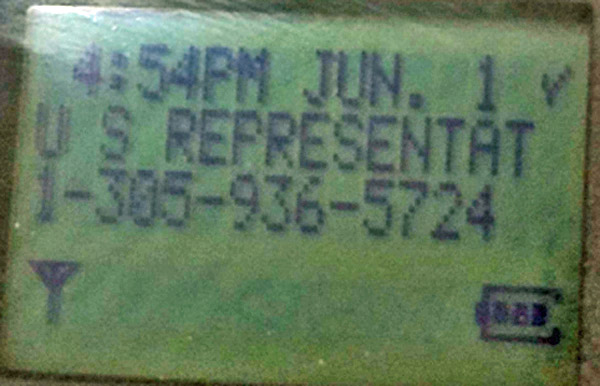 4:54PM JUN. 1 ✓
U S REPRESENTAT
1-305-936-5724